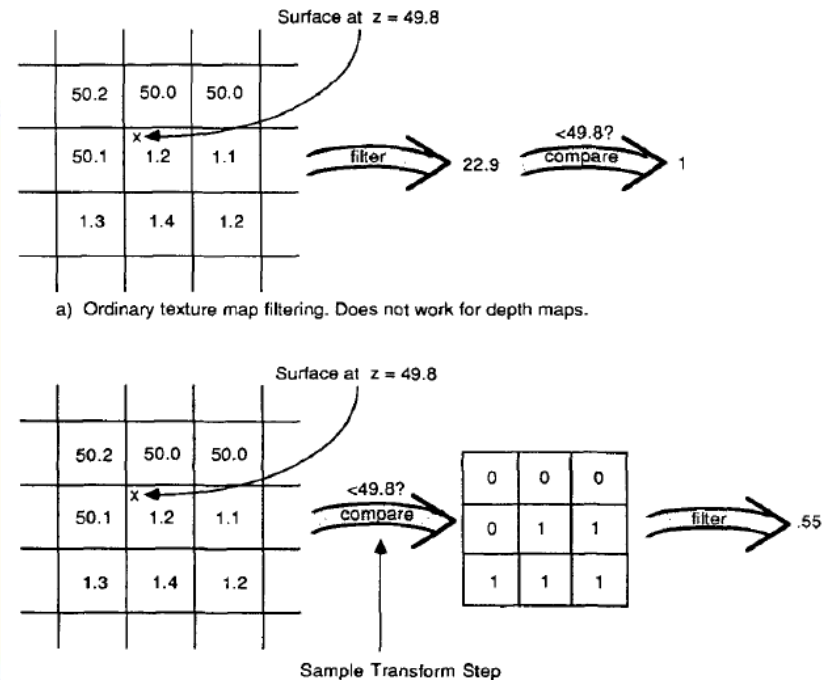 Surface at z = 49.8
50.2 50.0 50.0
x
50.1 1.2 1.1
1.3 1.4 1.2
filter
22.9
<49.8?
compare
1
a) Ordinary texture map filtering. Does not work for depth maps.
Surface at z = 49.8
50.2 50.0 50.0
x
50.1 1.2 1.1
1.3 1.4 1.2
<49.8?
compare
0 0 0
0 1 1
1 1 1
filter
.55
Sample Transform Step